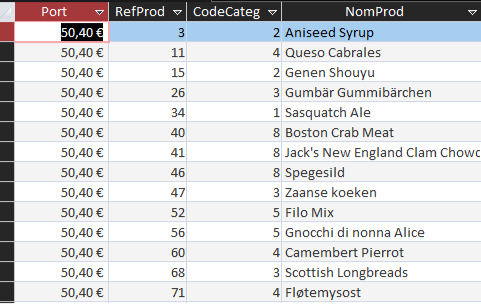 Port RefProd CodeCateg NomProd
50,40 € 3 2 Aniseed Syrup
50,40 € 11 4 Queso Cabrales
50,40 € 15 2 Genen Shouyu
50,40 € 26 3 Gumbär Gummibärchen
50,40 € 34 1 Sasquatch Ale
50,40 € 40 8 Boston Crab Meat
50,40 € 41 8 Jack's New England Clam Chowd
50,40 € 46 8 Spegesild
50,40 € 47 3 Zaanse koeken
50,40 € 52 5 Filo Mix
50,40 € 56 5 Gnocchi di nonna Alice
50,40 € 60 4 Camembert Pierrot
50,40 € 68 3 Scottish Longbreads
50,40 € 71 4 Fløtemysost